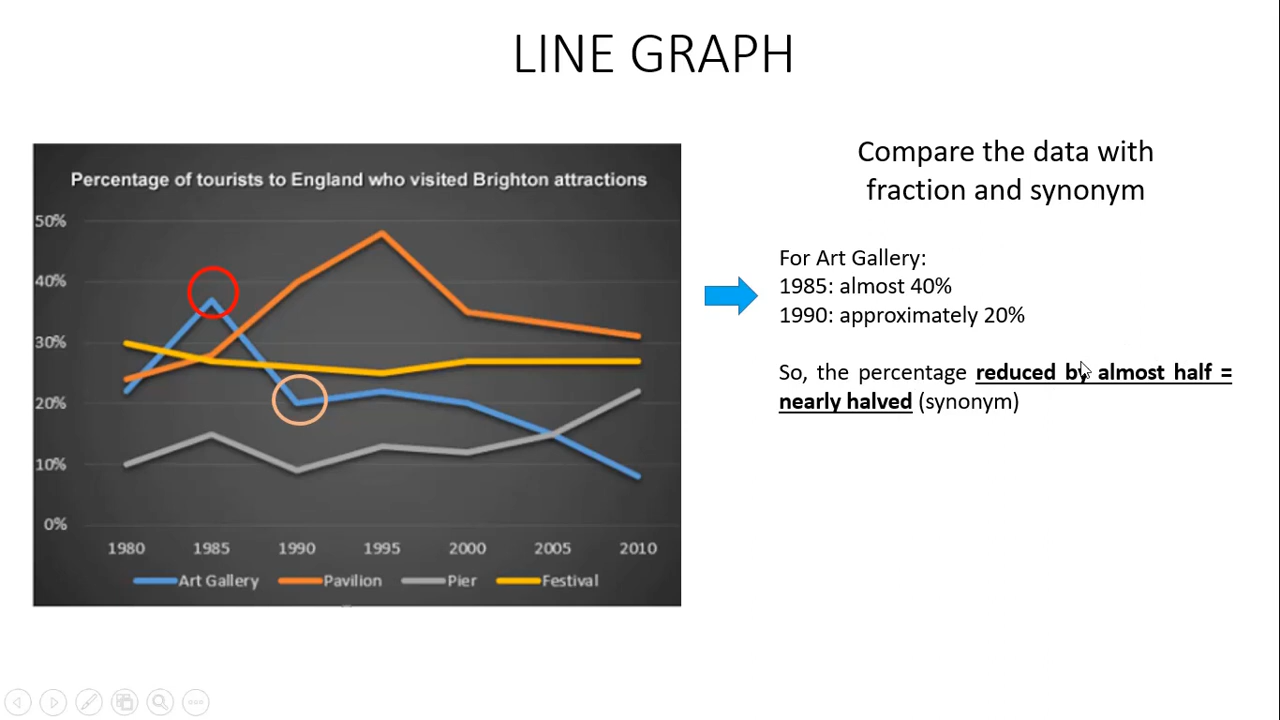 LINE GRAPH
Percentage of tourists to England who visited Brighton attractions
50%
40%
30%
20%
10%
0%
1980 1985 1990 1995 2000 2005 2010
Art Gallery Pavilion Pier Festival
Compare the data with
fraction and synonym
For Art Gallery:
1985: almost 40%
1990: approximately 20%
So, the percentage reduced by almost half =
nearly halved (synonym)